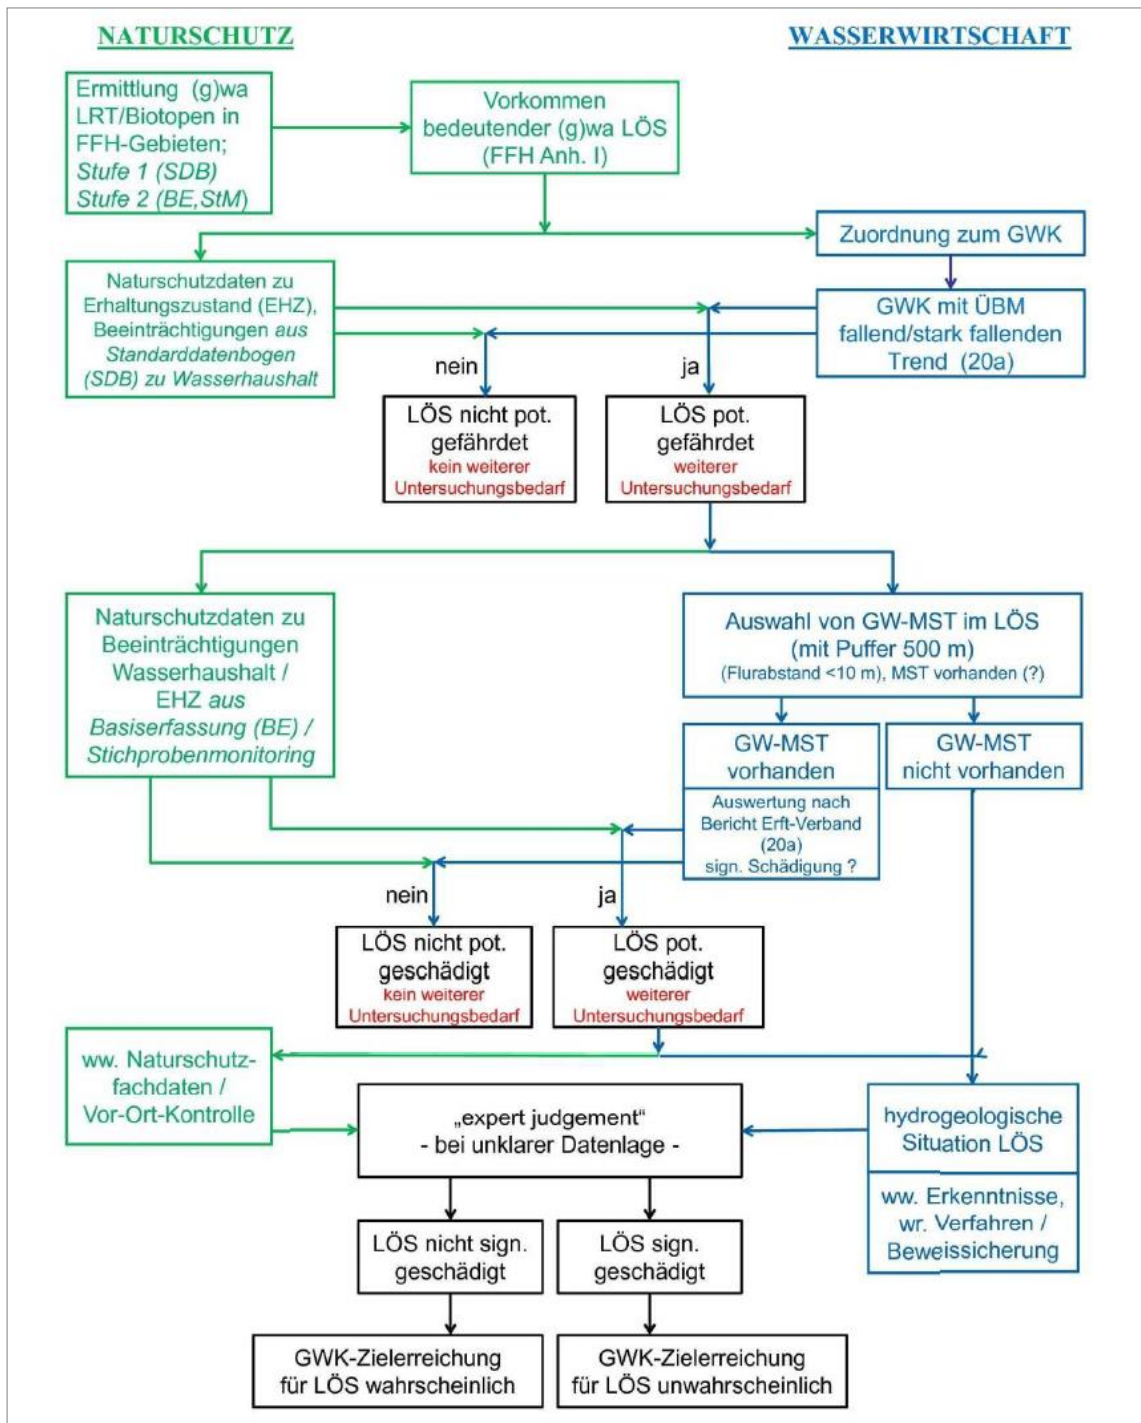 NATURSCHUTZ
WASSERWIRTSCHAFT
Ermittlung (g)wa
LRT/Biotopen in
FFH-Gebieten;
Stufe 1 (SDB)
Stufe 2 (BE,StM)
Vorkommen
bedeutender (g)wa LÖS
(FFH Anh. I)
Zuordnung zum GWK
Naturschutzdaten zu
Erhaltungszustand (EHZ),
Beeinträchtigungen aus
Standarddatenbogen
(SDB) zu Wasserhaushalt
GWK mit ÜBM
fallend/stark fallenden
Trend (20a)
nein
ja
LÖS nicht pot.
gefährdet
kein weiterer
Untersuchungsbedarf
LÖS pot.
gefährdet
weiterer
Untersuchungsbedarf
Naturschutzdaten zu
Beeinträchtigungen
Wasserhaushalt /
EHZ aus
Basiserfassung (BE) /
Stichprobenmonitoring
Auswahl von GW-MST im LÖS
(mit Puffer 500 m)
(Flurabstand <10 m), MST vorhanden (?)
GW-MST
vorhanden
GW-MST
nicht vorhanden
Auswertung nach
Bericht Erft-Verband
(20a)
sign. Schädigung ?
nein
ja
LÖS nicht pot.
geschädigt
kein weiterer
Untersuchungsbedarf
LÖS pot.
geschädigt
weiterer
Untersuchungsbedarf
ww. Naturschutz-
fachdaten /
Vor-Ort-Kontrolle
„expert judgement“
- bei unklarer Datenlage -
hydrogeologische
Situation LÖS
ww. Erkenntnisse,
wr. Verfahren /
Beweissicherung
LÖS nicht sign.
geschädigt
LÖS sign.
geschädigt
GWK-Zielerreichung
für LÖS wahrscheinlich
GWK-Zielerreichung
für LÖS unwahrscheinlich